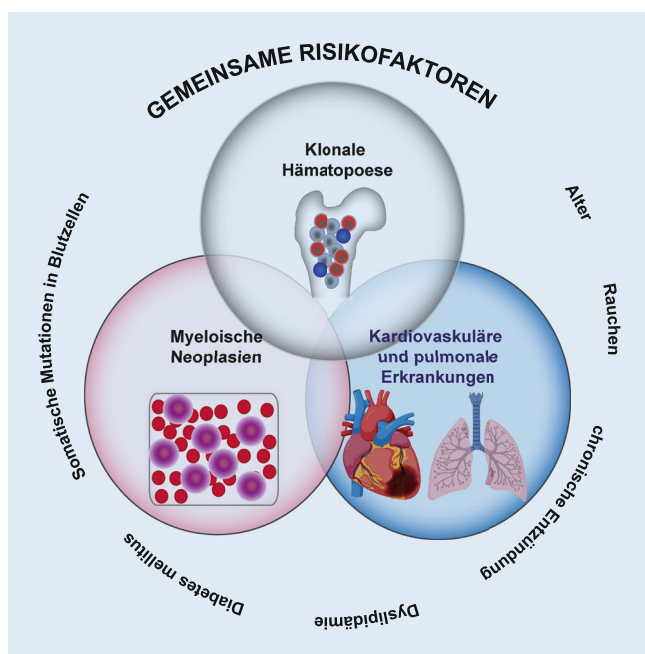 GEMEINSAME RISIKOFAKTOREN
Klonale
Hämatopoese
Alter
Rauchen
chronische Entzündung
Dyslipidämie
Diabetes mellitus
Somatische Mutationen in Blutzellen
Myeloische
Neoplasien
Kardiovaskuläre
und pulmonale
Erkrankungen